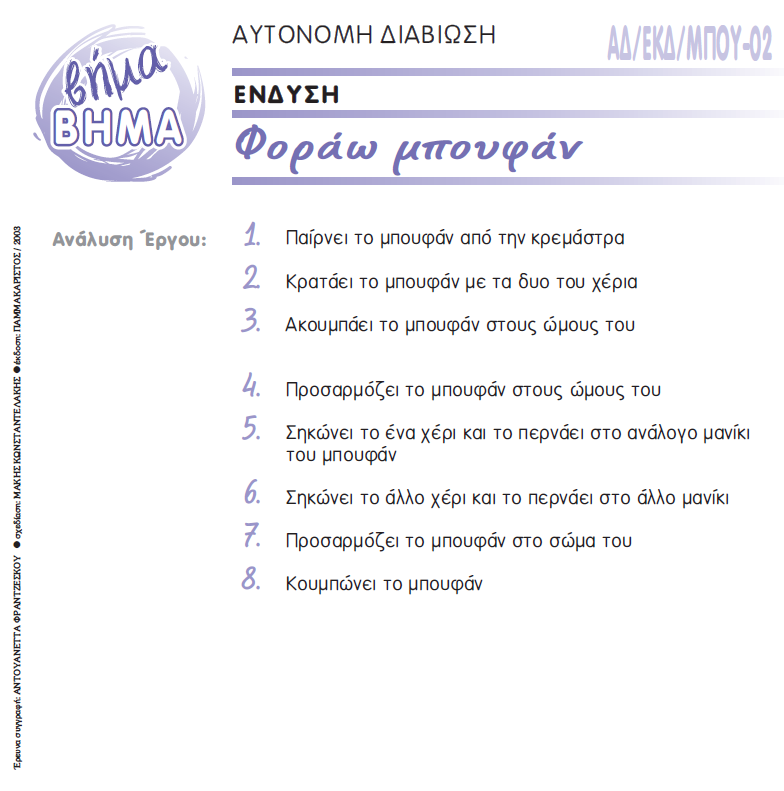 βήμα
ΒΗΜΑ
ΑΥΤΟΝΟΜΗ ΔΙΑΒΙΩΣΗ
ΑΔ/ΕΚΔ/ΜΠΟΥ-02
ΕΝΔΥΣΗ
Φοράω μπουφάν
Ανάλυση Έργου:
1. Παίρνει το μπουφάν από την κρεμάστρα
2. Κρατάει το μπουφάν με τα δυο του χέρια
3. Ακουμπάει το μπουφάν στους ώμους του
4. Προσαρμόζει το μπουφάν στους ώμους του
5. Σηκώνει το ένα χέρι και το περνάει στο ανάλογο μανίκι
του μπουφάν
6. Σηκώνει το άλλο χέρι και το περνάει στο άλλο μανίκι
7. Προσαρμόζει το μπουφάν στο σώμα του
8. Κουμπώνει το μπουφάν
Έρευνα συγγραφή: ΑΝΤΟΥΑΝΕΤΤΑ ΦΡΑΝΤΖΕΣΚΟΥ ● σχεδίαση: ΜΑΚΗΣ ΚΩΝΣΤΑΝΤΕΛΑΚΗΣ ● έκδοση: ΠΑΜΜΑΚΑΡΙΣΤΟΣ / 2003